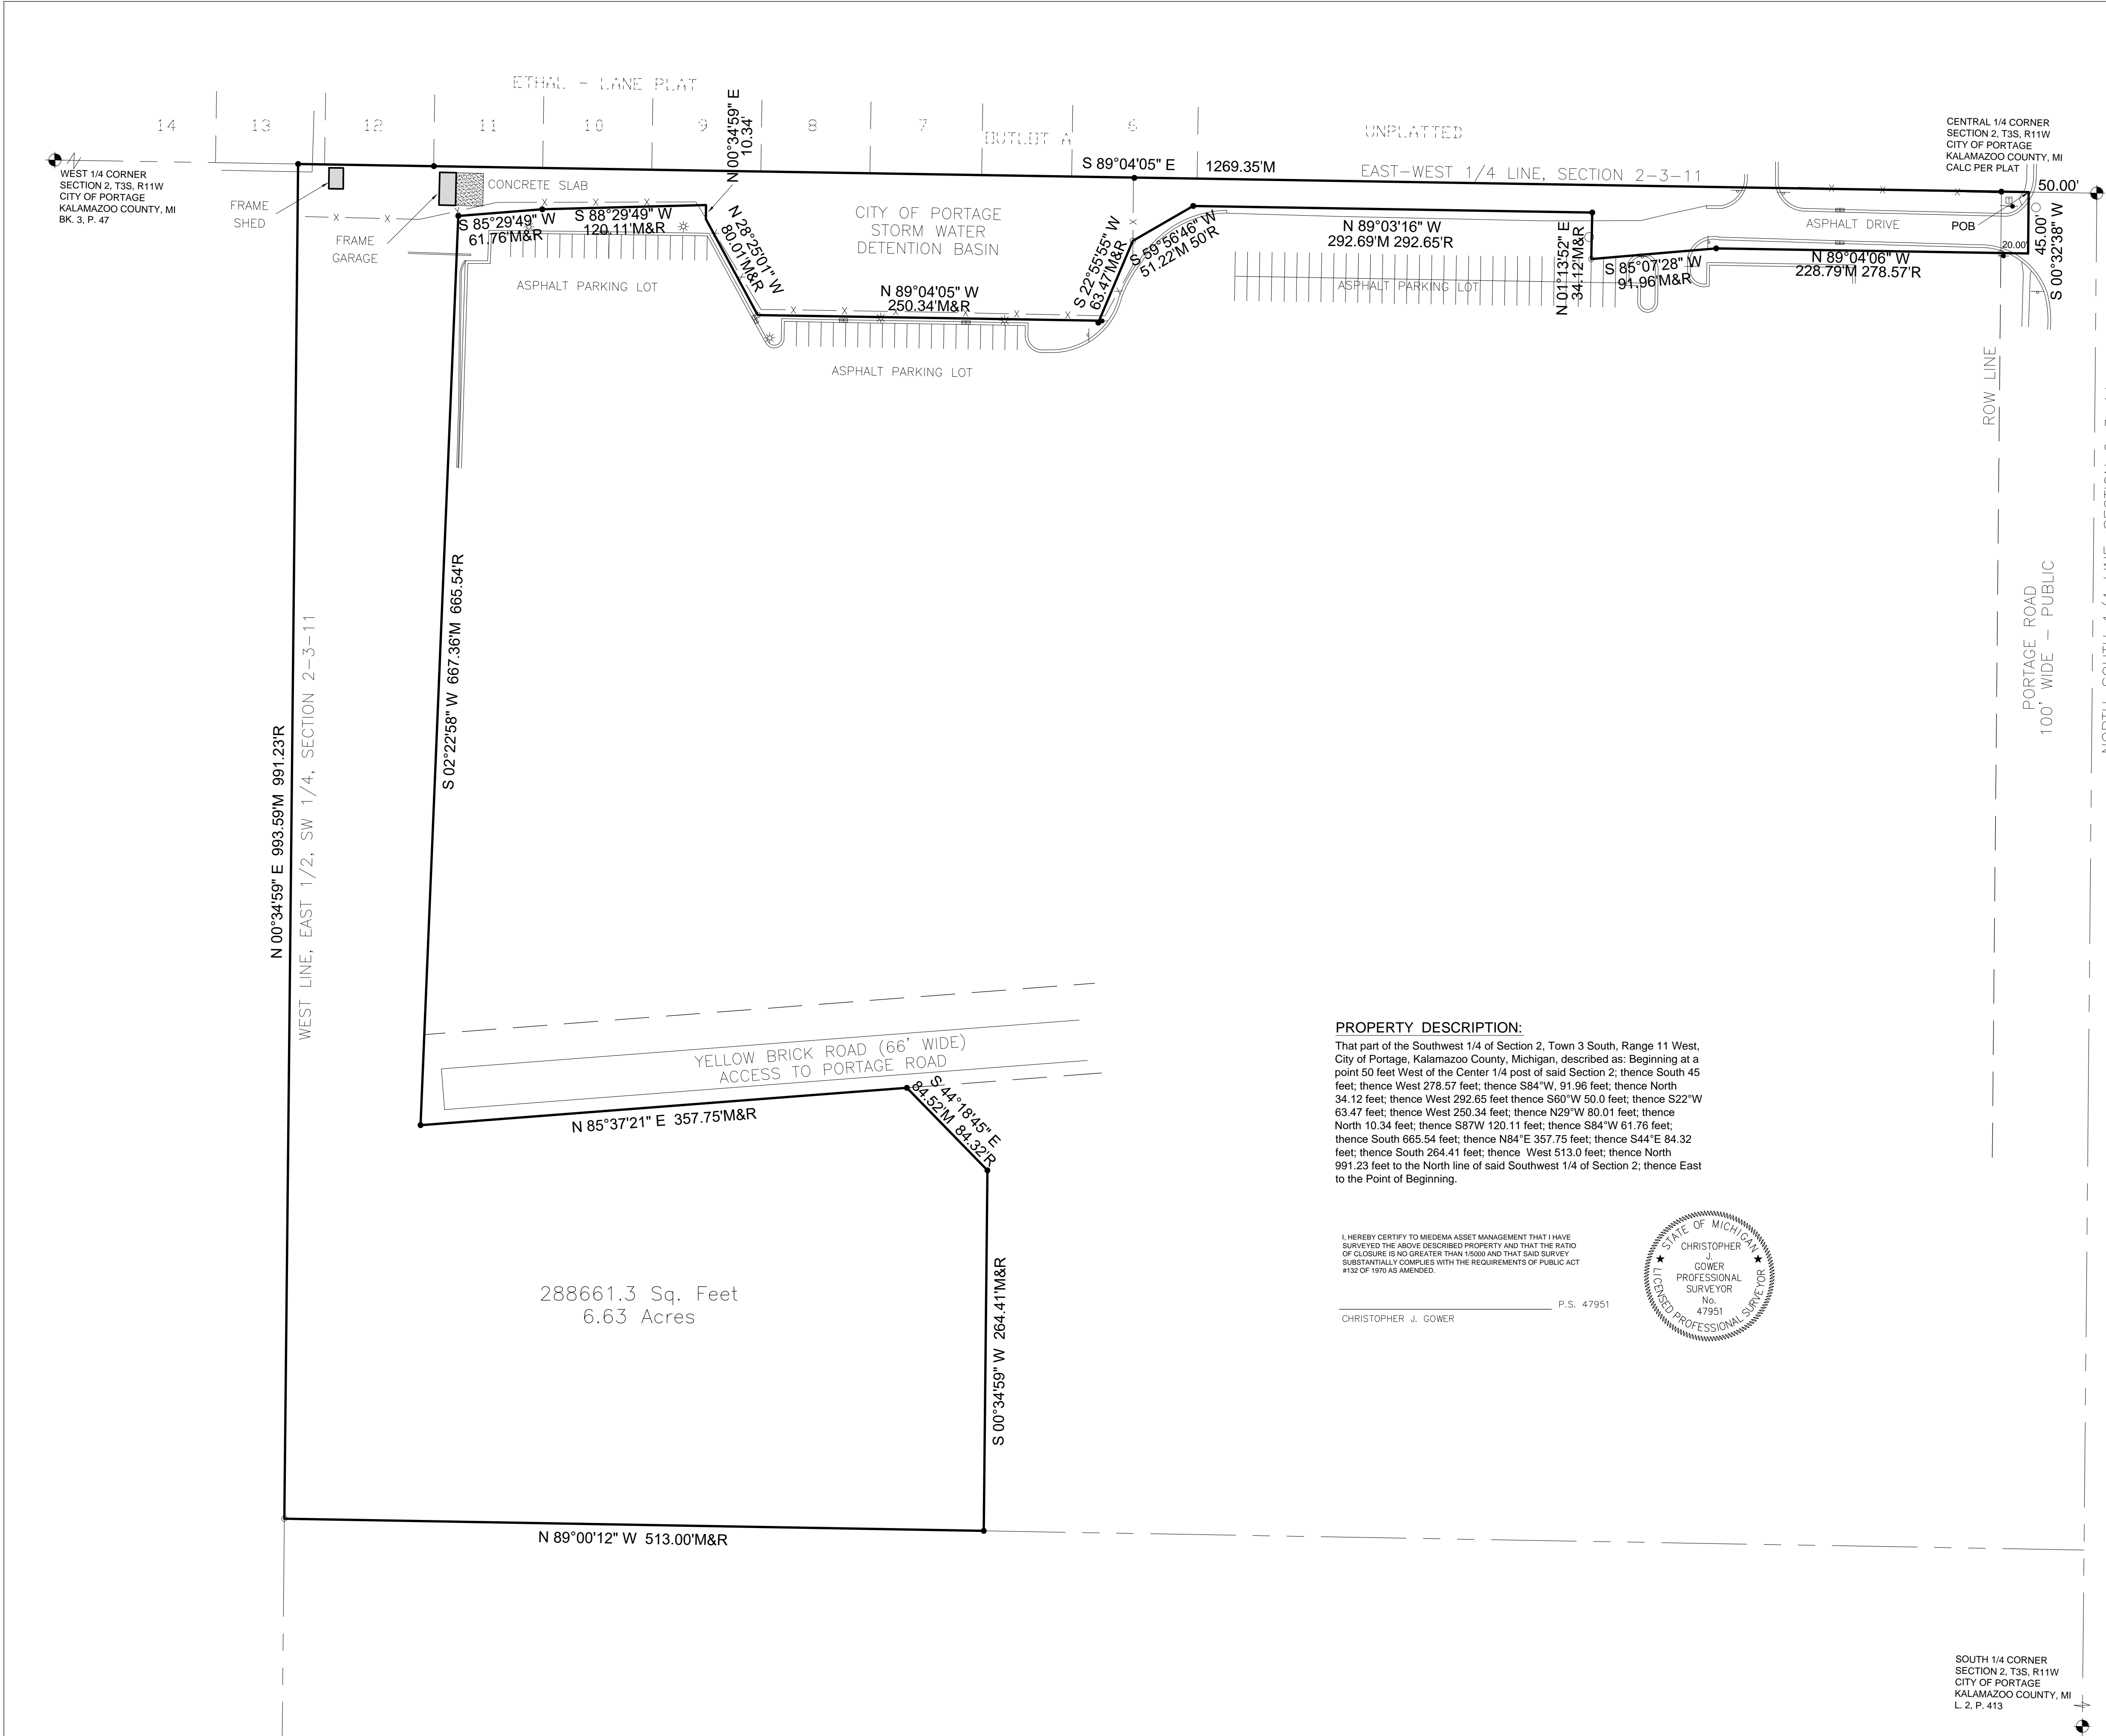 ETHAL - LANE PLAT
14
13
12
11
10
9
8
7
OUTLOT A
6
UNPLATTED
N 00°34'59" E
10.34'
S 89°04'05" E 1269.35'M
EAST-WEST 1/4 LINE, SECTION 2-3-11
CENTRAL 1/4 CORNER
SECTION 2, T3S, R11W
CITY OF PORTAGE
KALAMAZOO COUNTY, MI
CALC PER PLAT
50.00'
WEST 1/4 CORNER
SECTION 2, T3S, R11W
CITY OF PORTAGE
KALAMAZOO COUNTY, MI
BK. 3, P. 47
FRAME
SHED
FRAME
GARAGE
CONCRETE SLAB
S 85°29'49" W
61.76'M&R
S 88°29'49" W
120.11'M&R
N 28°25'01" W
80.01'M&R
CITY OF PORTAGE
STORM WATER
DETENTION BASIN
N 89°04'05" W
250.34'M&R
S 22°55'55" W
63.47'M&R
S 59°56'46" W
51.22'M 50'R
N 89°03'16" W
292.69'M 292.65'R
N 01°13'52" E
34.12'M&R
S 85°07'28" W
91.96'M&R
ASPHALT DRIVE
POB
20.00'
N 89°04'06" W
228.79'M 278.57'R
45.00'
S 00°32'38" W
ASPHALT PARKING LOT
ASPHALT PARKING LOT
ASPHALT PARKING LOT
ROW LINE
PORTAGE ROAD
100' WIDE - PUBLIC
S 02°22'58" W 667.36'M 665.54'R
N 00°34'59" E 993.59'M 991.23'R
WEST LINE, EAST 1/2, SW 1/4, SECTION 2-3-11
YELLOW BRICK ROAD (66' WIDE)
ACCESS TO PORTAGE ROAD
N 85°37'21" E 357.75'M&R
S 44°18'45" E
84.52'M 84.32'R
S 00°34'59" W 264.41'M&R
288661.3 Sq. Feet
6.63 Acres
N 89°00'12" W 513.00'M&R
PROPERTY DESCRIPTION:
That part of the Southwest 1/4 of Section 2, Town 3 South, Range 11 West,
City of Portage, Kalamazoo County, Michigan, described as: Beginning at a
point 50 feet West of the Center 1/4 post of said Section 2; thence South 45
feet; thence West 278.57 feet; thence S84°W, 91.96 feet; thence North
34.12 feet; thence West 292.65 feet thence S60°W 50.0 feet; thence S22°W
63.47 feet; thence West 250.34 feet; thence N29°W 80.01 feet; thence
North 10.34 feet; thence S87W 120.11 feet; thence S84°W 61.76 feet;
thence South 665.54 feet; thence N84°E 357.75 feet; thence S44°E 84.32
feet; thence South 264.41 feet; thence West 513.0 feet; thence North
991.23 feet to the North line of said Southwest 1/4 of Section 2; thence East
to the Point of Beginning.
I, HEREBY CERTIFY TO MIEDEMA ASSET MANAGEMENT THAT I HAVE
SURVEYED THE ABOVE DESCRIBED PROPERTY AND THAT THE RATIO
OF CLOSURE IS NO GREATER THAN 1/5000 AND THAT SAID SURVEY
SUBSTANTIALLY COMPLIES WITH THE REQUIREMENTS OF PUBLIC ACT
#132 OF 1970 AS AMENDED.
P.S. 47951
CHRISTOPHER J. GOWER
STATE OF MICHIGAN
CHRISTOPHER
J.
GOWER
PROFESSIONAL
SURVEYOR
No.
47951
LICENSED PROFESSIONAL SURVEYOR
SOUTH 1/4 CORNER
SECTION 2, T3S, R11W
CITY OF PORTAGE
KALAMAZOO COUNTY, MI
L. 2, P. 413